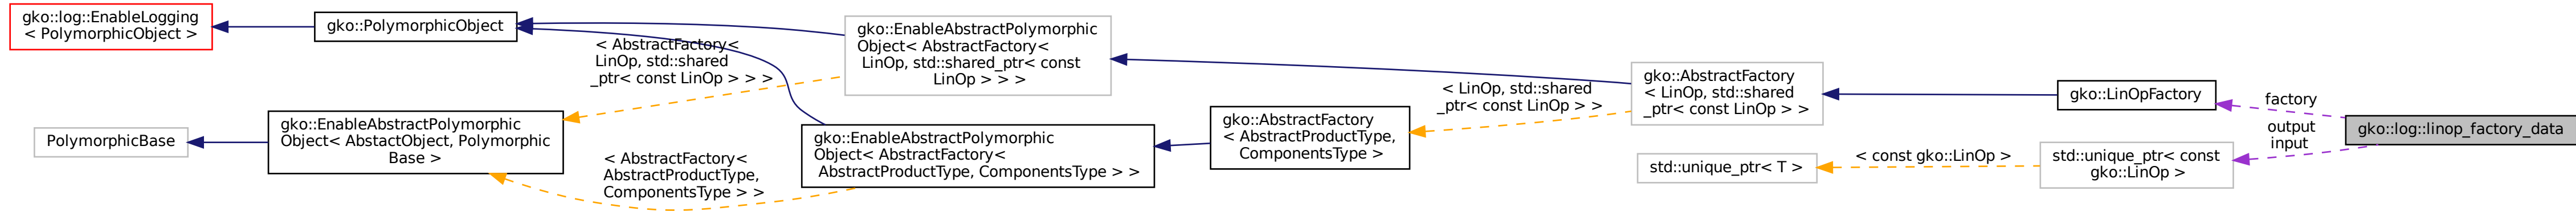 gko::log::EnableLogging
< PolymorphicObject >
gko::PolymorphicObject
< AbstractFactory<
LinOp, std::shared
_ptr< const LinOp > > >
gko::EnableAbstractPolymorphic
Object< AbstractFactory<
LinOp, std::shared_ptr< const
LinOp > > >
gko::AbstractFactory
< LinOp, std::shared
_ptr< const LinOp > >
gko::LinOpFactory
factory
gko::log::linop_factory_data
output
input
PolymorphicBase
gko::EnableAbstractPolymorphic
Object< AbstactObject, Polymorphic
Base >
< AbstractFactory<
AbstractProductType,
ComponentsType > >
gko::EnableAbstractPolymorphic
Object< AbstractFactory<
AbstractProductType, ComponentsType > >
gko::AbstractFactory
< AbstractProductType,
ComponentsType >
< LinOp, std::shared
_ptr< const LinOp > >
std::unique_ptr< T >
< const gko::LinOp >
std::unique_ptr< const
gko::LinOp >